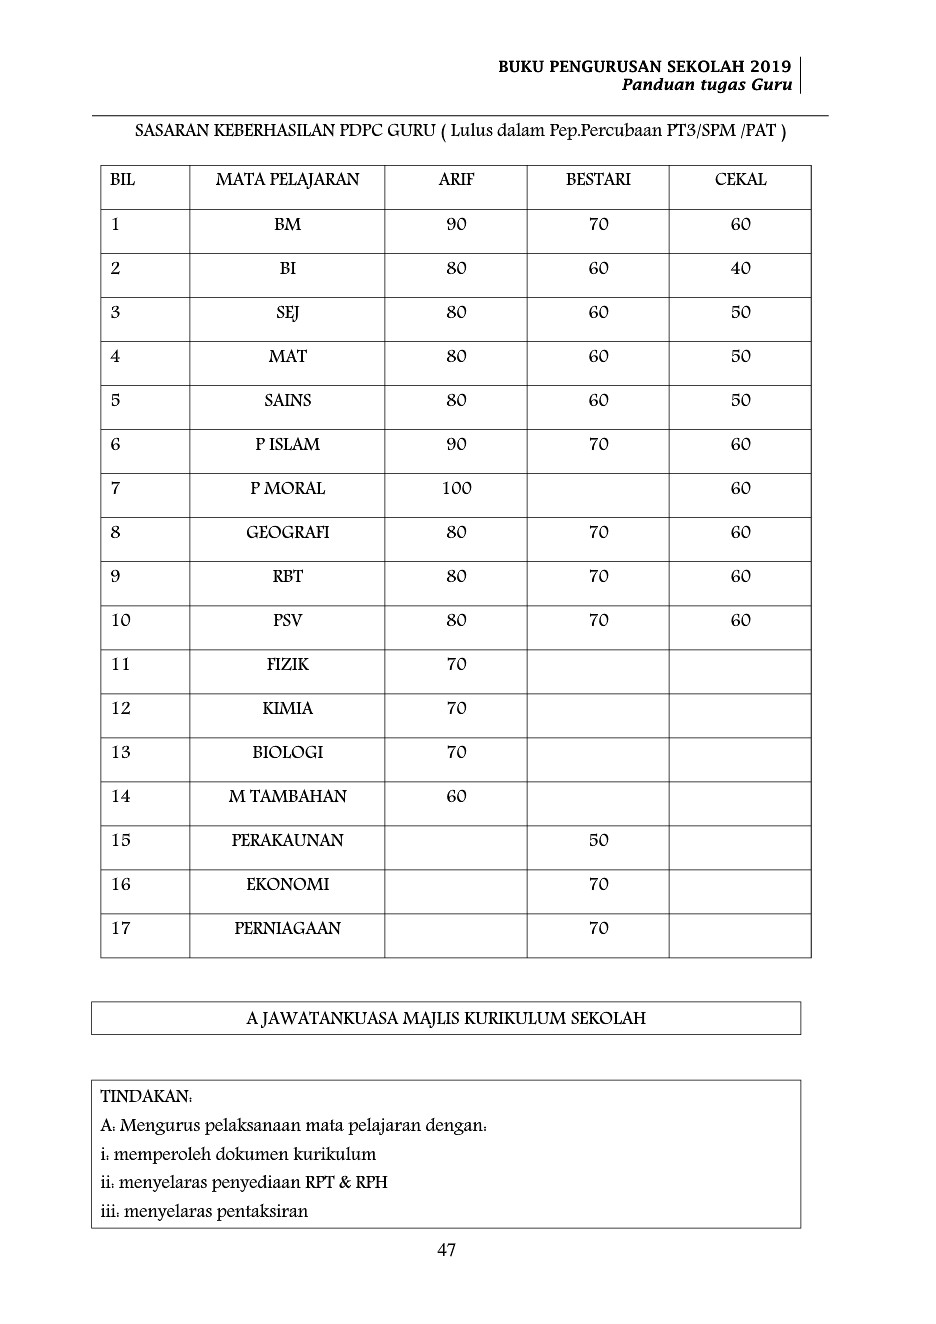 BUKU PENGURUSAN SEKOLAH 2019
Panduan tugas Guru
SASARAN KEBERHASILAN PDPC GURU ( Lulus dalam Pep.Percubaan PT3/SPM /PAT )
BIL MATA PELAJARAN ARIF BESTARI CEKAL
1 BM 90 70 60
2 BI 80 60 40
3 SEJ 80 60 50
4 MAT 80 60 50
5 SAINS 80 60 50
6 P ISLAM 90 70 60
7 P MORAL 100 60
8 GEOGRAFI 80 70 60
9 RBT 80 70 60
10 PSV 80 70 60
11 FIZIK 70
12 KIMIA 70
13 BIOLOGI 70
14 M TAMBAHAN 60
15 PERAKAUNAN 50
16 EKONOMI 70
17 PERNIAGAAN 70
A JAWATANKUASA MAJLIS KURIKULUM SEKOLAH
TINDAKAN:
A: Mengurus pelaksanaan mata pelajaran dengan:
i: memperoleh dokumen kurikulum
ii: menyelaras penyediaan RPT & RPH
iii: menyelaras pentaksiran
47